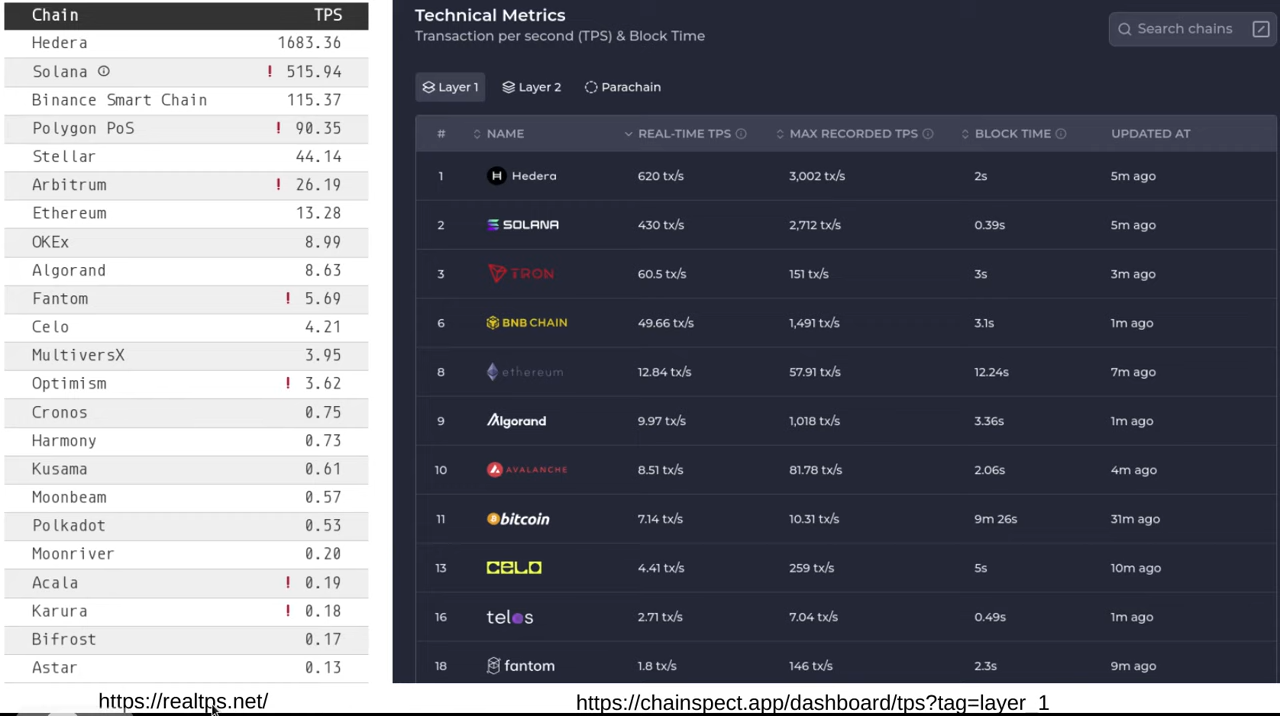 Chain TPS
Hedera 1683.36
Solana ! 515.94
Binance Smart Chain 115.37
Polygon PoS ! 90.35
Stellar 44.14
Arbitrum ! 26.19
Ethereum 13.28
OKEx 8.99
Algorand 8.63
Fantom ! 5.69
Celo 4.21
MultiversX 3.95
Optimism ! 3.62
Cronos 0.75
Harmony 0.73
Kusama 0.61
Moonbeam 0.57
Polkadot 0.53
Moonriver 0.20
Acala ! 0.19
Karura ! 0.18
Bifrost 0.17
Astar 0.13
https://realtps.net/
Technical Metrics
Transaction per second (TPS) & Block Time
Search chains
Layer 1 Layer 2 Parachain
# NAME REAL-TIME TPS MAX RECORDED TPS BLOCK TIME UPDATED AT
1 Hedera 620 tx/s 3,002 tx/s 2s 5m ago
2 SOLANA 430 tx/s 2,712 tx/s 0.39s 5m ago
3 TRON 60.5 tx/s 151 tx/s 3s 3m ago
6 BNB CHAIN 49.66 tx/s 1,491 tx/s 3.1s 1m ago
8 ethereum 12.84 tx/s 57.91 tx/s 12.24s 7m ago
9 Algorand 9.97 tx/s 1,018 tx/s 3.36s 1m ago
10 AVALANCHE 8.51 tx/s 81.78 tx/s 2.06s 4m ago
11 bitcoin 7.14 tx/s 10.31 tx/s 9m 26s 31m ago
13 CELO 4.41 tx/s 259 tx/s 5s 10m ago
16 telos 2.71 tx/s 7.04 tx/s 0.49s 1m ago
18 fantom 1.8 tx/s 146 tx/s 2.3s 9m ago
https://chainspect.app/dashboard/tps?tag=layer_1